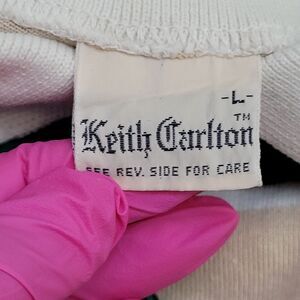 -L-
TM
Keith Carlton
SEE REV. SIDE FOR CARE